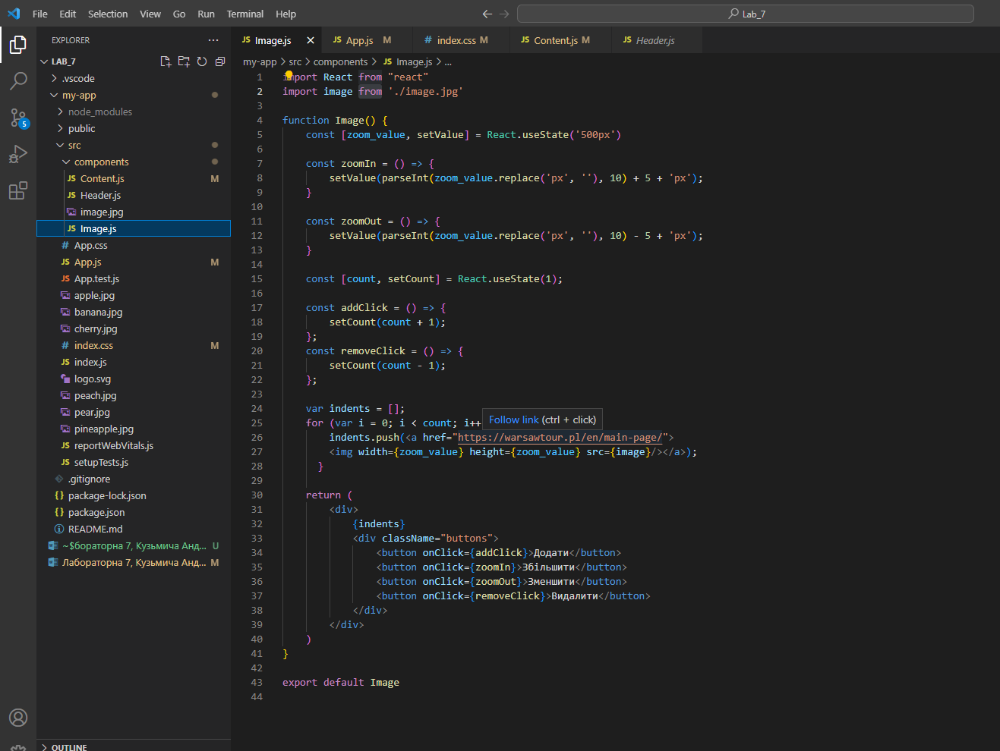 File Edit Selection View Go Run Terminal Help
Lab_7
EXPLORER
Image.js
App.js M
index.css M
Content.js M
Header.js
my-app > src > components > JS Image.js > ...
LAB_7
.vscode
my-app
node_modules
public
src
components
JS Content.js M
JS Header.js
image.jpg
JS Image.js
# App.css
JS App.js M
JS App.test.js
apple.jpg
banana.jpg
cherry.jpg
# index.css M
JS index.js
logo.svg
peach.jpg
pear.jpg
pineapple.jpg
JS reportWebVitals.js
JS setupTests.js
.gitignore
{} package-lock.json
{} package.json
README.md
~$бораторна 7, Кузьмича Анд... U
Лабораторна 7, Кузьмича Анд... M
OUTLINE
5
1 import React from "react"
2 import image from './image.jpg'
3
4 function Image() {
5 const [zoom_value, setValue] = React.useState('500px')
6
7 const zoomIn = () => {
8 setValue(parseInt(zoom_value.replace('px', ''), 10) + 5 + 'px');
9 }
10
11 const zoomOut = () => {
12 setValue(parseInt(zoom_value.replace('px', ''), 10) - 5 + 'px');
13 }
14
15 const [count, setCount] = React.useState(1);
16
17 const addClick = () => {
18 setCount(count + 1);
19 };
20 const removeClick = () => {
21 setCount(count - 1);
22 };
23
24 var indents = [];
25 for (var i = 0; i < count; i++
Follow link (ctrl + click)
26 indents.push(<a href="https://warsawtour.pl/en/main-page/">
27 <img width={zoom_value} height={zoom_value} src={image}/></a>);
28 }
29
30 return (
31 <div>
32 {indents}
33 <div className="buttons">
34 <button onClick={addClick}>Додати</button>
35 <button onClick={zoomIn}>Збільшити</button>
36 <button onClick={zoomOut}>Зменшити</button>
37 <button onClick={removeClick}>Видалити</button>
38 </div>
39 </div>
40 )
41 }
42
43 export default Image
44